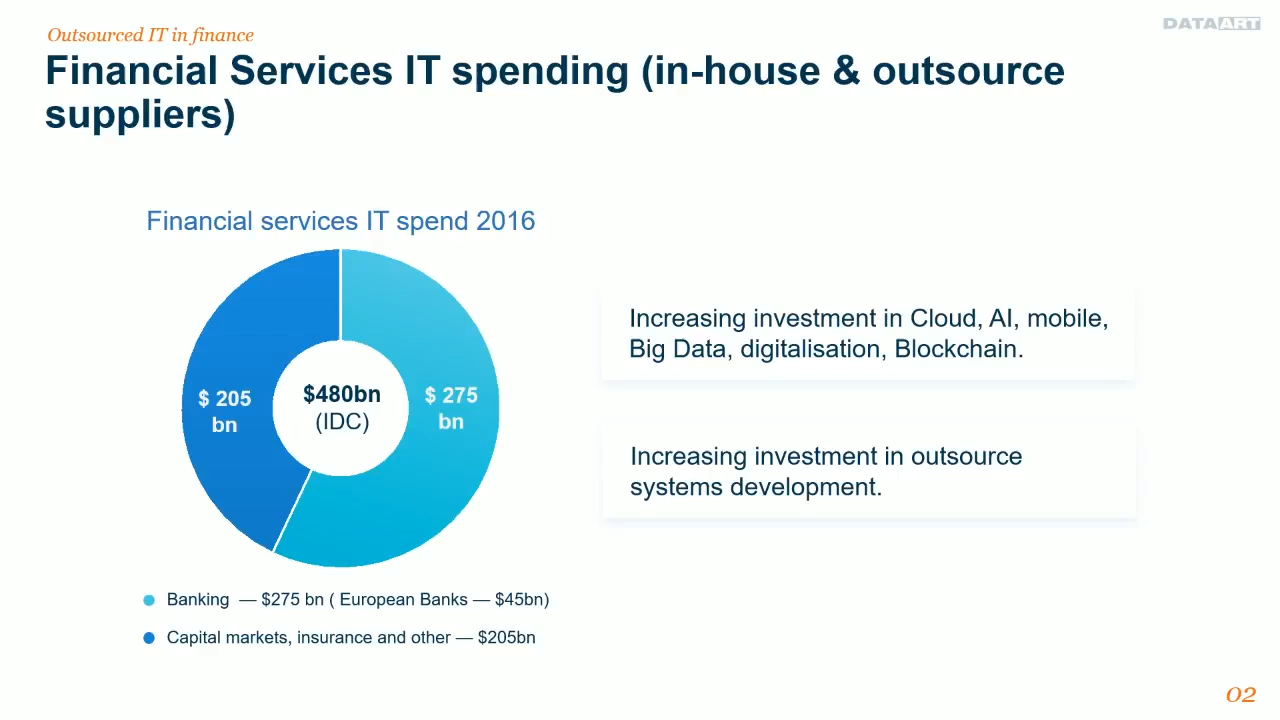 Outsourced IT in finance
DATAART
Financial Services IT spending (in-house & outsource
suppliers)
Financial services IT spend 2016
$ 205
bn
$480bn
(IDC)
$ 275
bn
Increasing investment in Cloud, AI, mobile,
Big Data, digitalisation, Blockchain.
Increasing investment in outsource
systems development.
Banking — $275 bn ( European Banks — $45bn)
Capital markets, insurance and other — $205bn
02